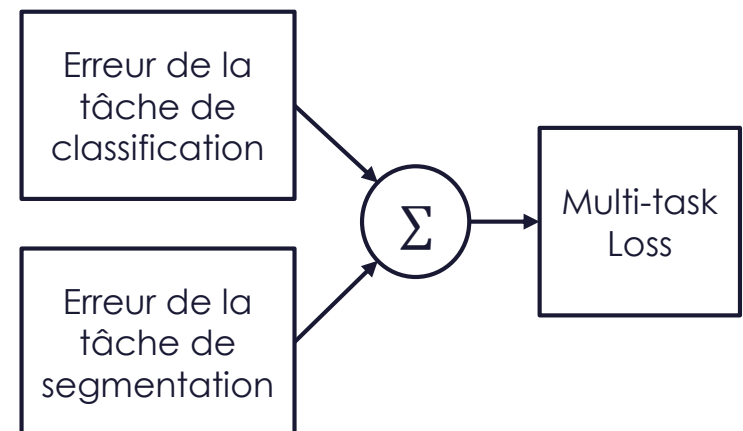 Erreur de la
tâche de
classification
Erreur de la
tâche de
segmentation
Σ
Multi-task
Loss